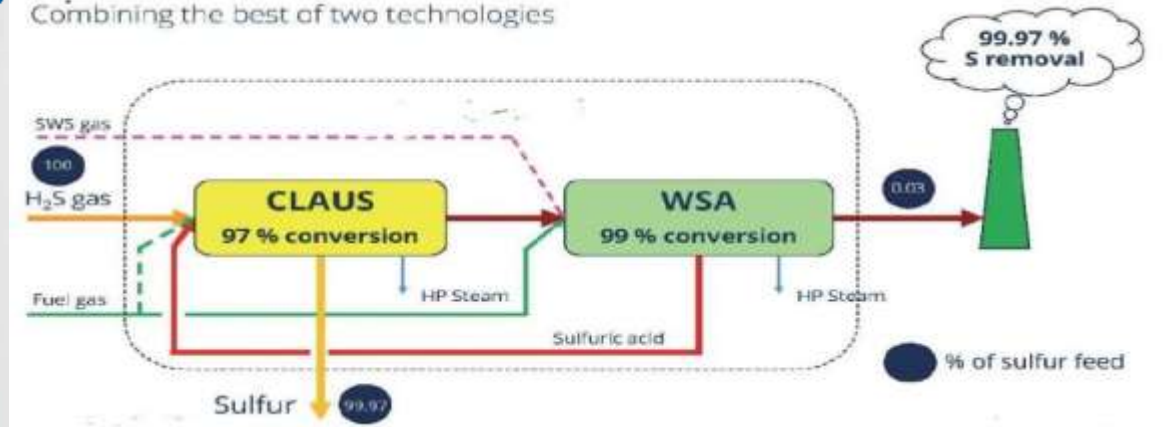 Combining the best of two technologies
99.97 %
S removal
SWS gas
100
H₂S gas
CLAUS
97 % conversion
WSA
99 % conversion
0.03
Fuel gas
HP Steam
HP Steam
Sulfuric acid
% of sulfur feed
Sulfur
99.97